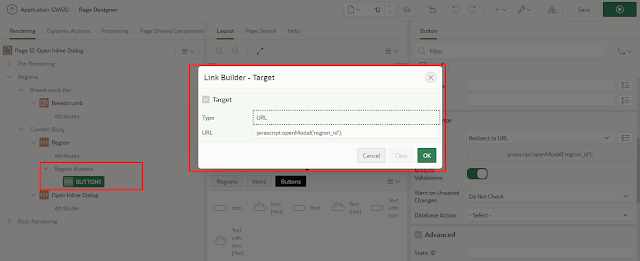 Application 126920 \ Page Designer
12
Go
Save
Rendering
Dynamic Actions
Processing
Page Shared Components
Layout
Page Search
Help
Button
Page 12: Open Inline Dialog
Filter
Pre-Rendering
Regions
Breadcrumb Bar
Breadcrumb
Attributes
Content Body
Region
Attributes
Region Buttons
BUTTON1
Open Inline Dialog
Attributes
Post-Rendering
Link Builder - Target
Target
Type
URL
URL
javascript:openModal('region_id');
Cancel
Clear
OK
Regions
Items
Buttons
Icon
Icon
[Hot]
Text
Text
[Hot]
Text
with
Icon
Text
with
Icon
[Hot]
Redirect to URL
javascript:openModal('region_id');
Validations
Warn on Unsaved
Changes
Do Not Check
Database Action
- Select -
Advanced
Static ID